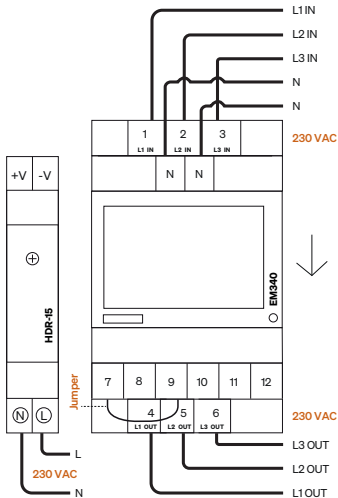 L1 IN
L2 IN
L3 IN
N
N
1 2 3
L1 IN L2 IN L3 IN
230 VAC
N N
+V -V
HDR-15
EM340
7 8 9 10 11 12
Jumper
4 5 6
L1 OUT L2 OUT L3 OUT
230 VAC
N L
L
230 VAC
N
L3 OUT
L2 OUT
L1 OUT